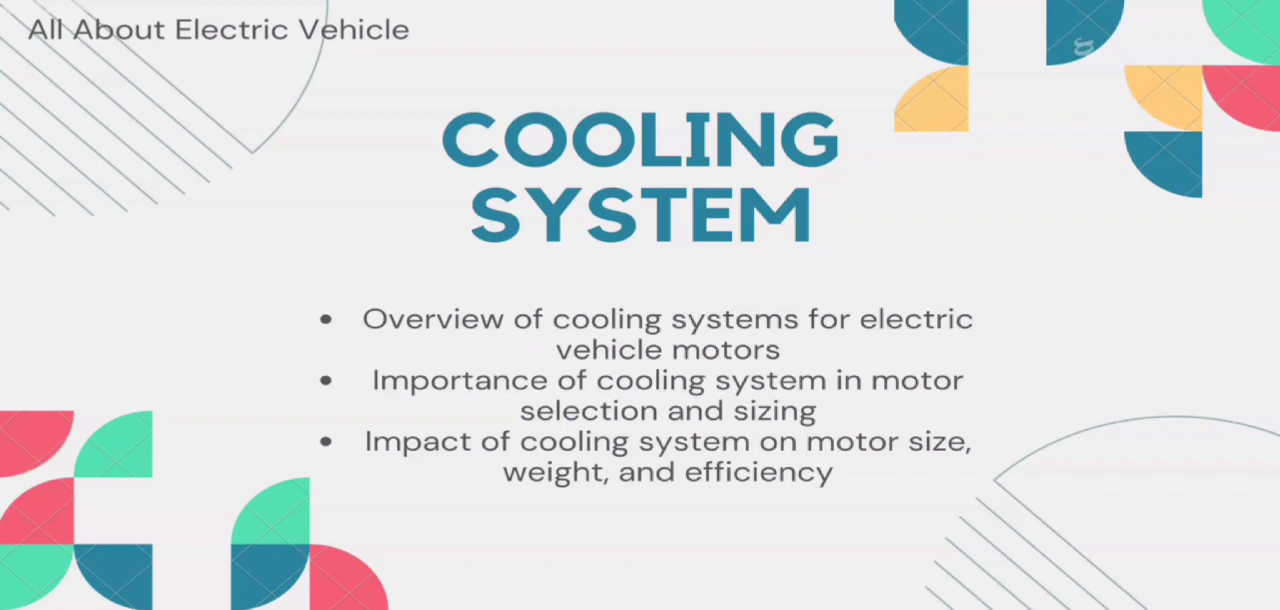 All About Electric Vehicle
COOLING
SYSTEM
• Overview of cooling systems for electric
vehicle motors
• Importance of cooling system in motor
selection and sizing
• Impact of cooling system on motor size,
weight, and efficiency